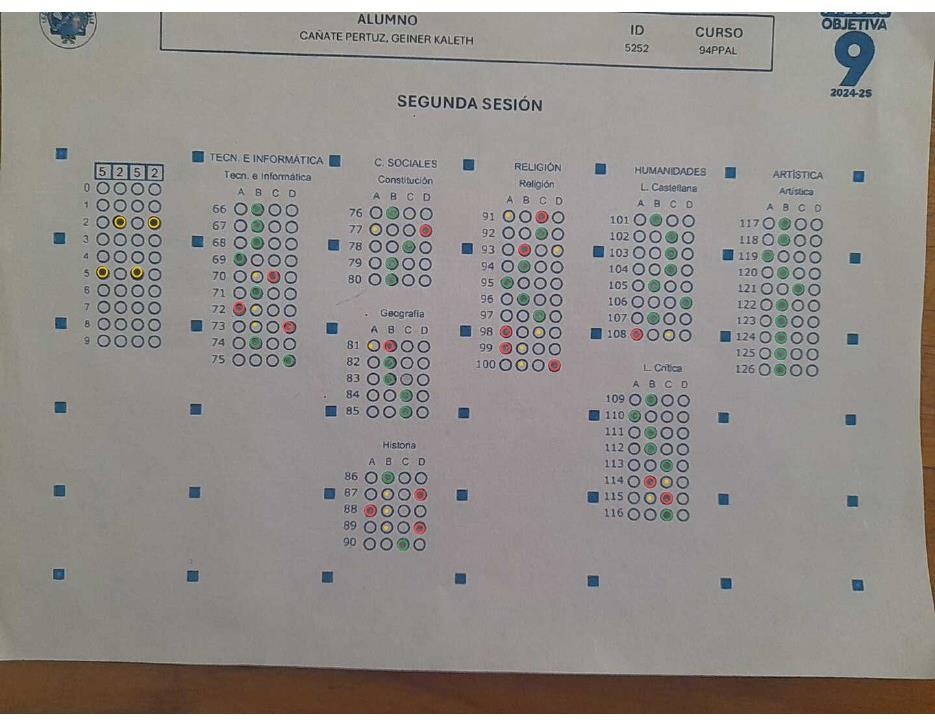 ALUMNO
CAÑATE PERTUZ, GEINER KALETH
ID
5252
CURSO
94PPAL
OBJETIVA
9
2024-25
SEGUNDA SESIÓN
5 2 5 2
0
1
2
3
4
5
6
7
8
9
TECN. E INFORMÁTICA
Tecn. e Informática
A B C D
66
67
68
69
70
71
72
73
74
75
C. SOCIALES
Constitución
A B C D
76
77
78
79
80
Geografía
A B C D
81
82
83
84
85
Historia
A B C D
86
87
88
89
90
RELIGIÓN
Religión
A B C D
91
92
93
94
95
96
97
98
99
100
HUMANIDADES
L. Castellana
A B C D
101
102
103
104
105
106
107
108
L. Crítica
A B C D
109
110
111
112
113
114
115
116
ARTÍSTICA
Artística
A B C D
117
118
119
120
121
122
123
124
125
126